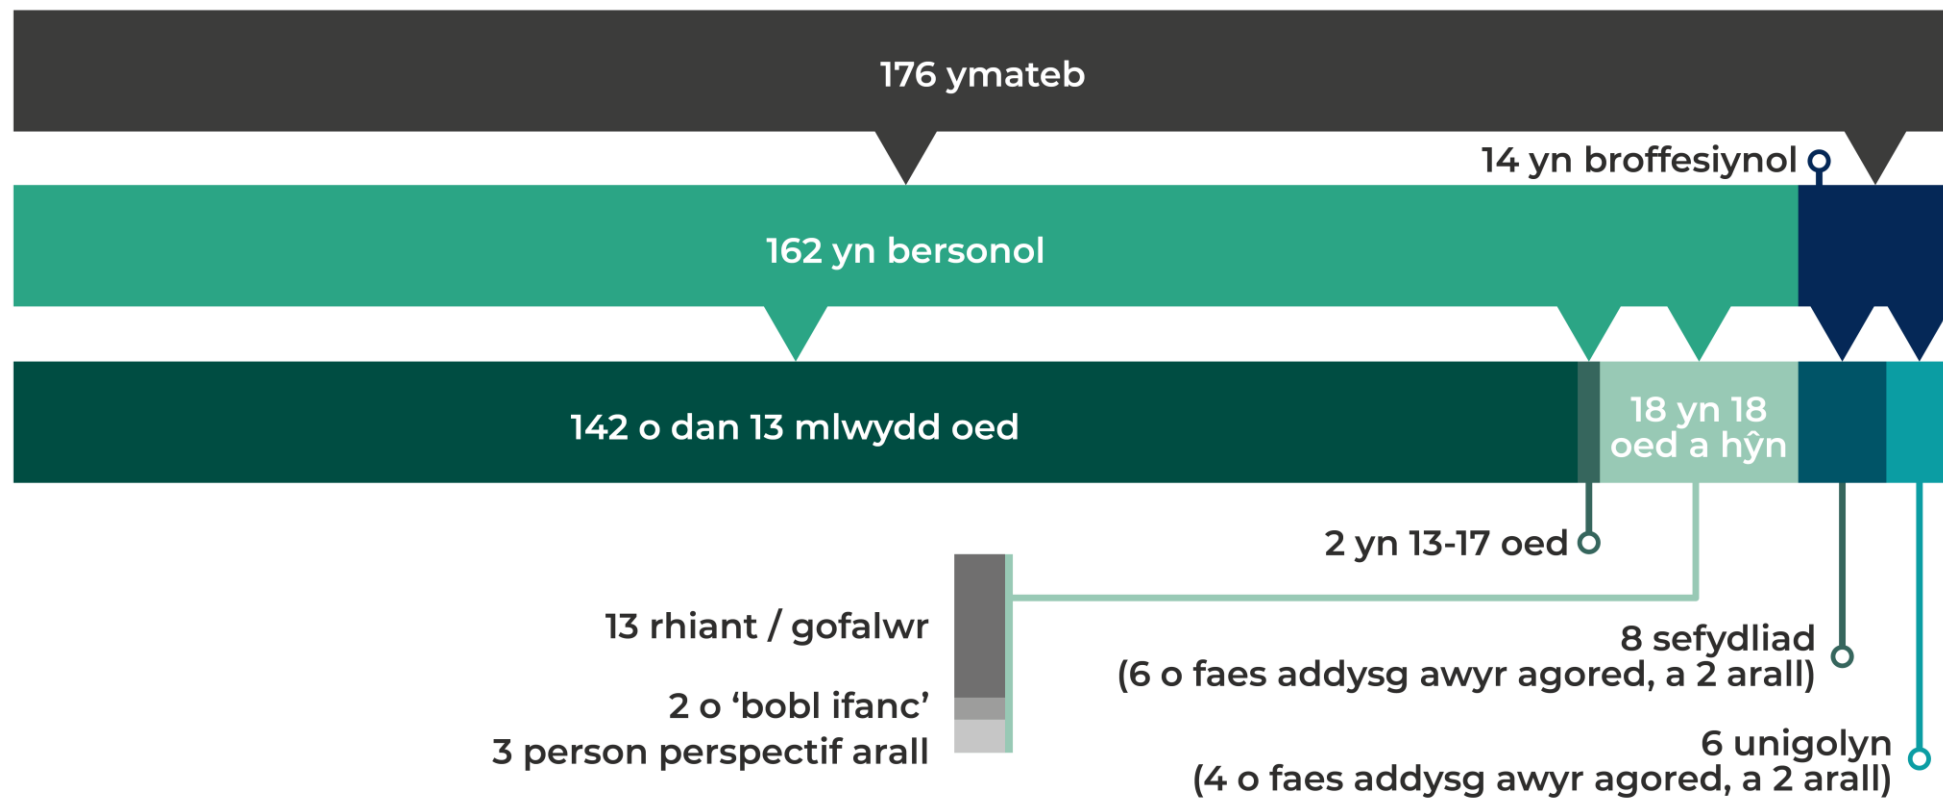 176 ymateb
14 yn broffesiynol
162 yn bersonol
142 o dan 13 mlwydd oed
18 yn 18
oed a hŷn
2 yn 13-17 oed
13 rhiant / gofalwr
2 o ‘bobl ifanc’
3 person perspectif arall
8 sefydliad
(6 o faes addysg awyr agored, a 2 arall)
6 unigolyn
(4 o faes addysg awyr agored, a 2 arall)